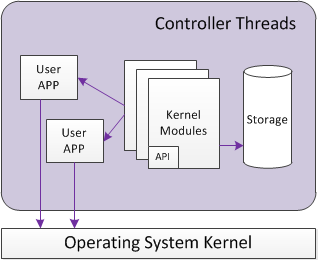 Controller Threads
User
APP
User
APP
Kernel
Modules
API
Storage
Operating System Kernel